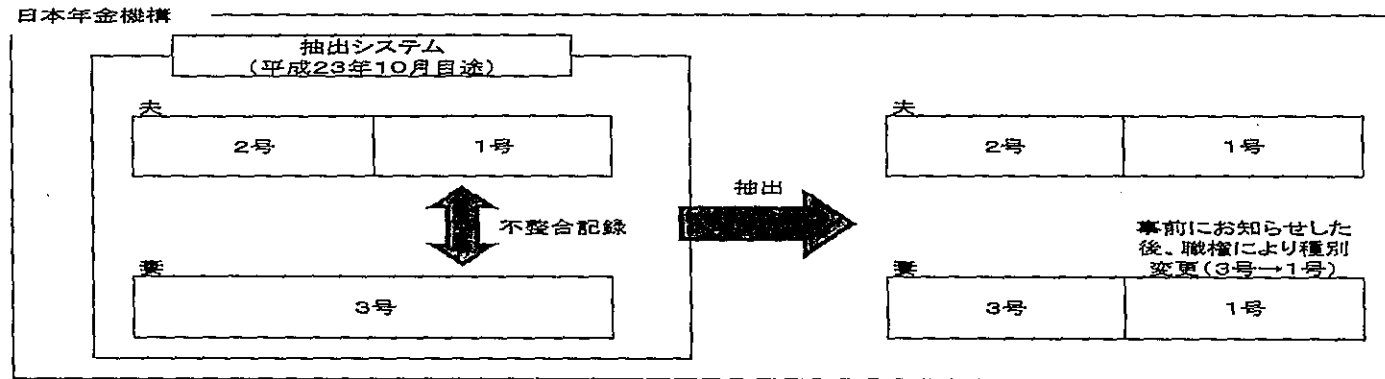 日本年金機構
抽出システム
(平成23年10月目途)
夫
2号
1号
不整合記録
妻
3号
抽出
夫
2号
1号
事前にお知らせした
後、職権により種別
変更(3号→1号)
妻
3号
1号